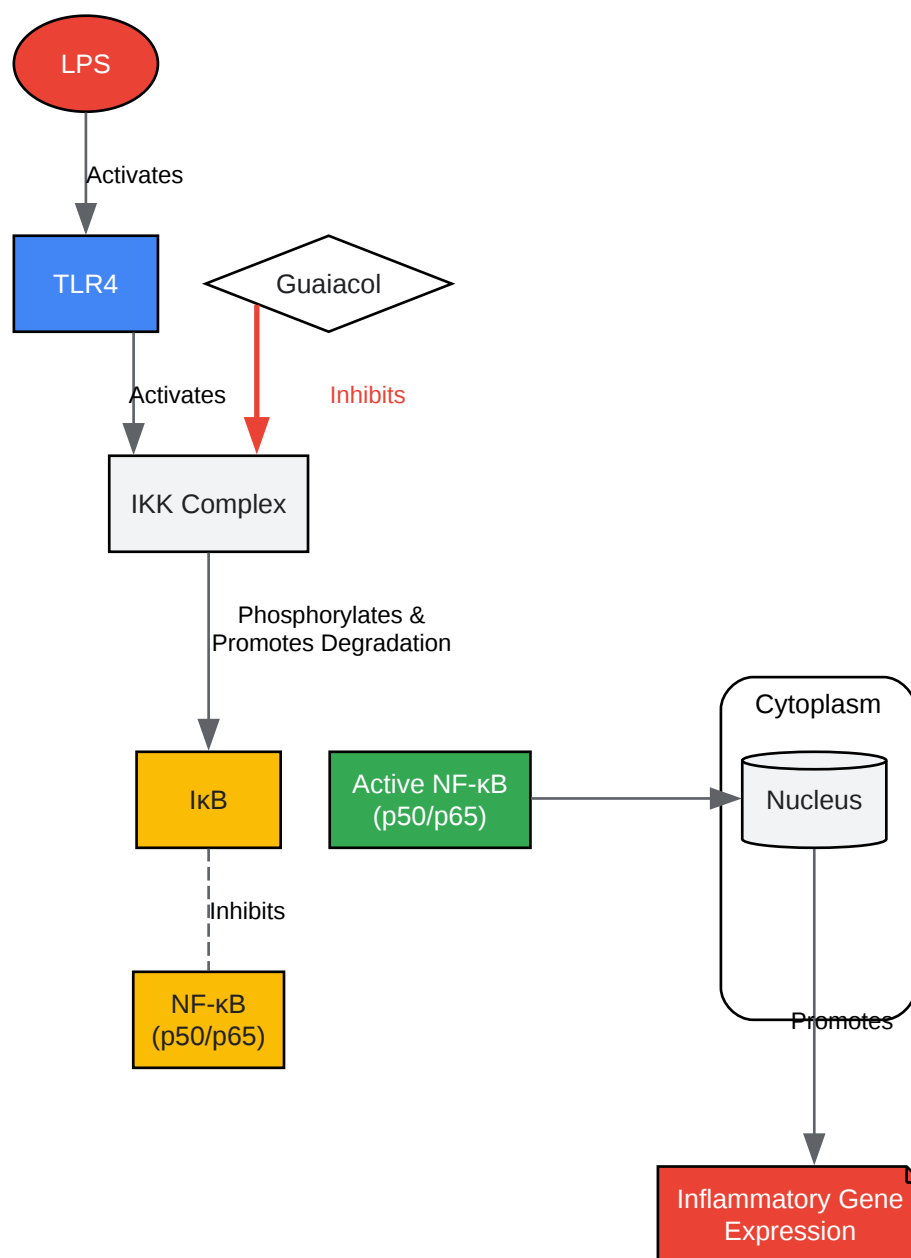 LPS
Activates
TLR4
Guaiacol
Activates
Inhibits
IKK Complex
Phosphorylates &
Promotes Degradation
Cytoplasm
IκB
Active NF-κB
(p50/p65)
Nucleus
Inhibits
NF-κB
(p50/p65)
Promotes
Inflammatory Gene
Expression